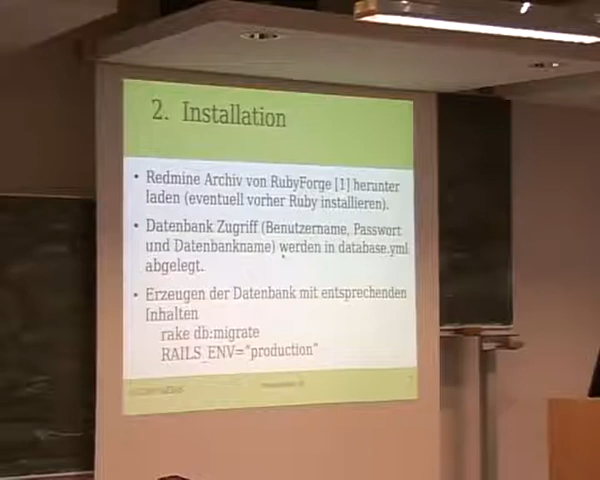 2. Installation
• Redmine Archiv von RubyForge [1] herunter
laden (eventuell vorher Ruby installieren).
• Datenbank Zugriff (Benutzername, Passwort
und Datenbankname) werden in database.yml
abgelegt.
• Erzeugen der Datenbank mit entsprechenden
Inhalten
rake db:migrate
RAILS_ENV="production"